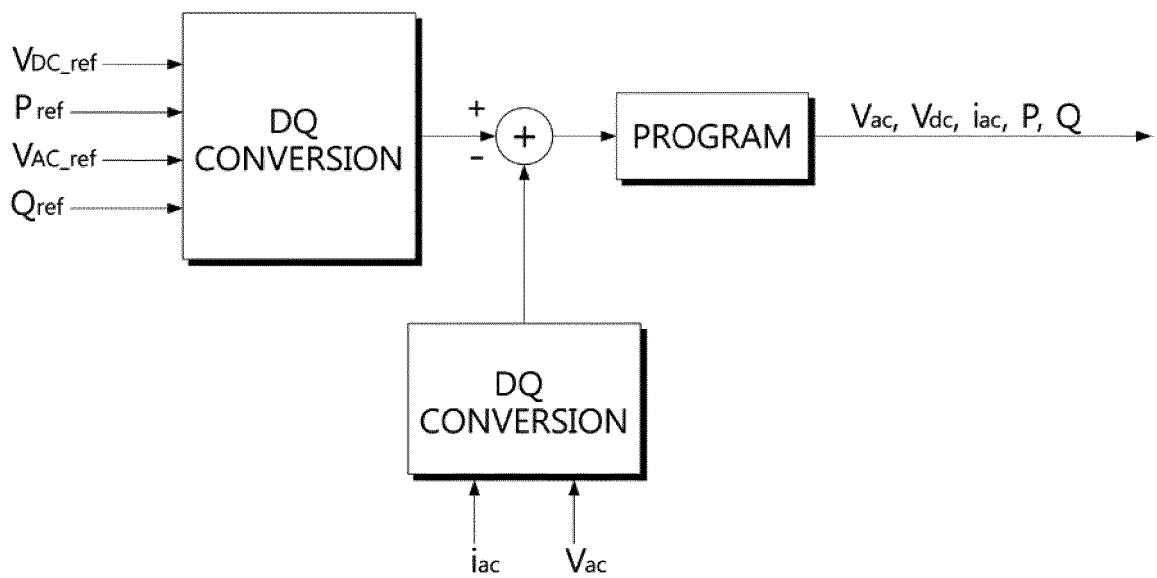 VDC_ref
Pref
VAC_ref
Qref
DQ
CONVERSION
+
-
+
PROGRAM
Vac, Vdc, iac, P, Q
DQ
CONVERSION
iac
Vac